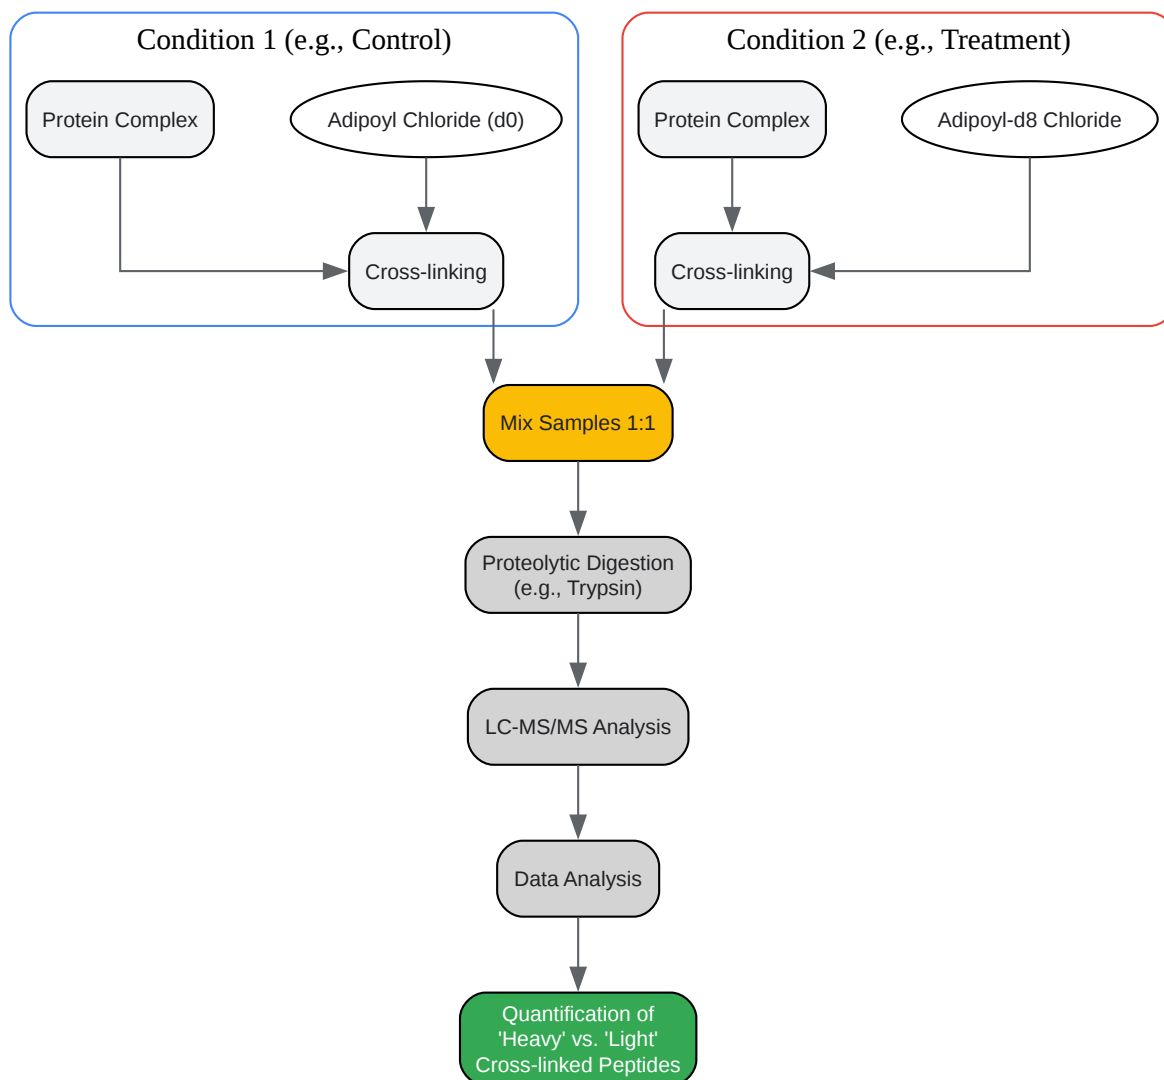 Condition 1 (e.g., Control)
Protein Complex
Adipoyl Chloride (d0)
Cross-linking
Condition 2 (e.g., Treatment)
Protein Complex
Adipoyl-d8 Chloride
Cross-linking
Mix Samples 1:1
Proteolytic Digestion
(e.g., Trypsin)
LC-MS/MS Analysis
Data Analysis
Quantification of
'Heavy' vs. 'Light'
Cross-linked Peptides